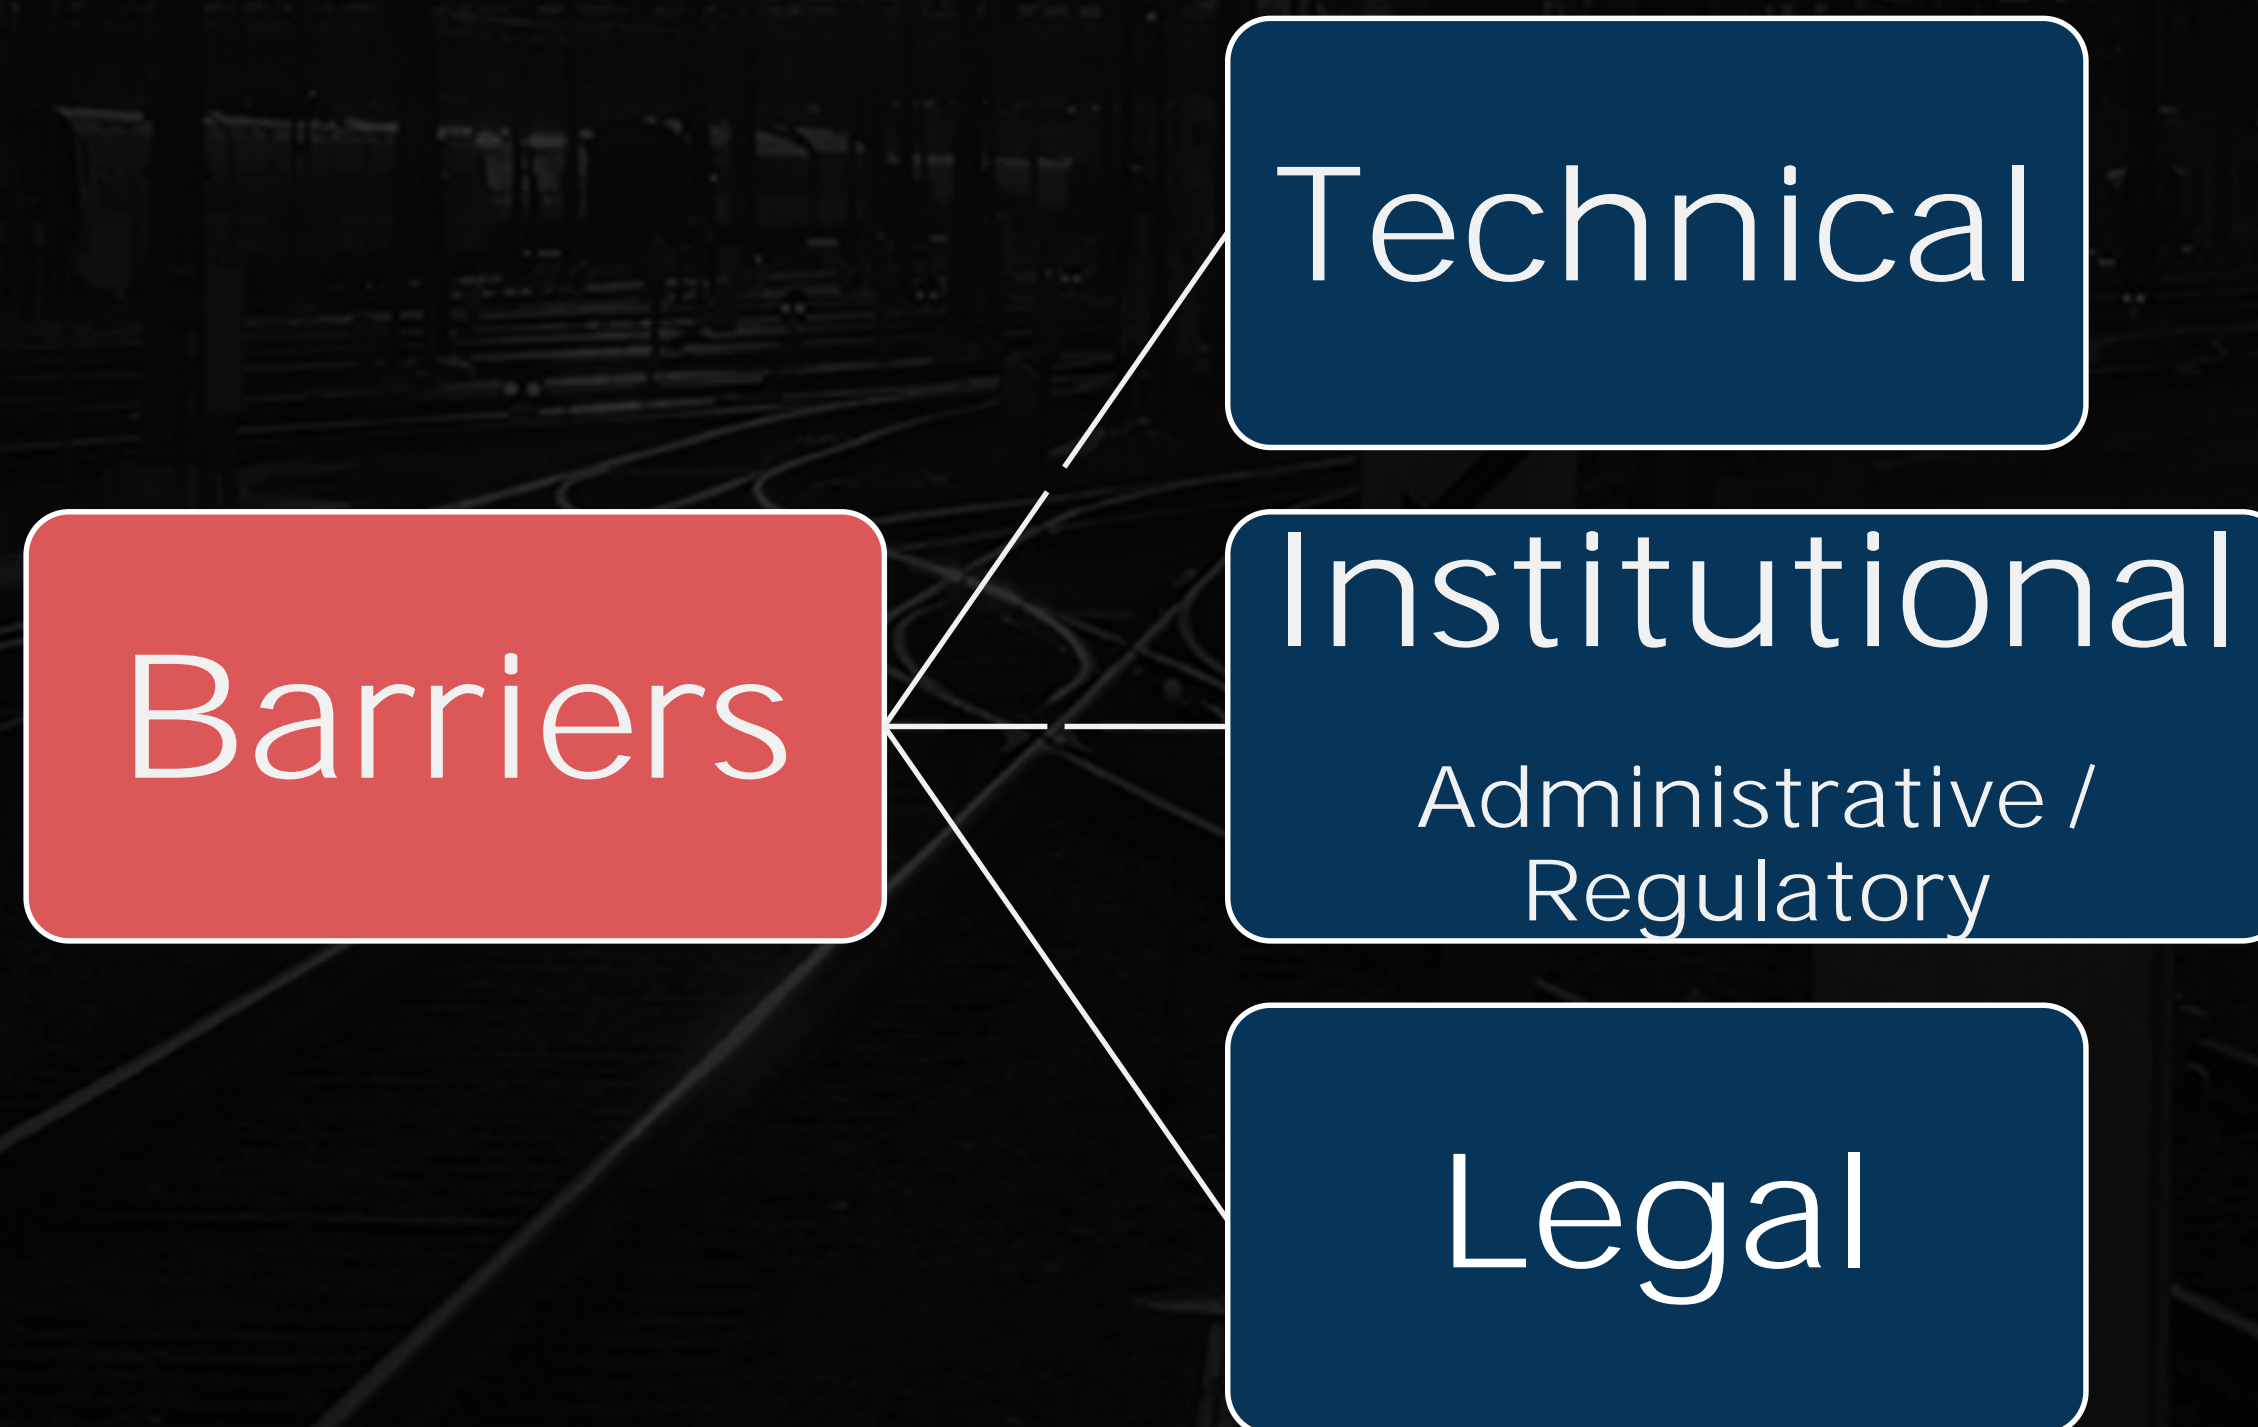 Barriers
Technical
Institutional
Administrative /
Regulatory
Legal